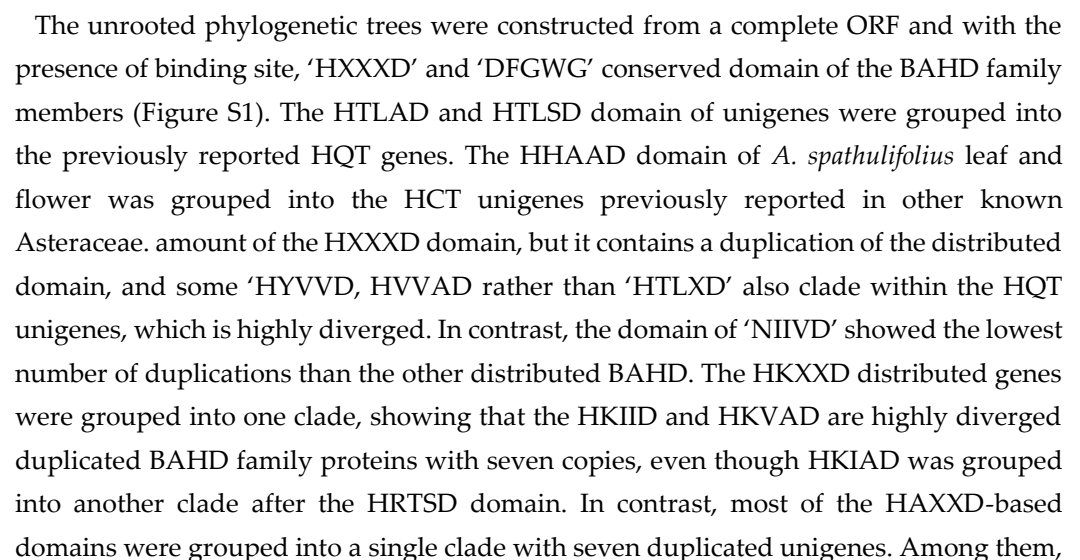 The unrooted phylogenetic trees were constructed from a complete ORF and with the
presence of binding site, ‘HXXXD’ and ‘DFGWG’ conserved domain of the BAHD family
members (Figure S1). The HTLAD and HTLSD domain of unigenes were grouped into
the previously reported HQT genes. The HHAAD domain of A. spathulifolius leaf and
flower was grouped into the HCT unigenes previously reported in other known
Asteraceae. amount of the HXXXD domain, but it contains a duplication of the distributed
domain, and some ‘HYVVD, HVVAD rather than ‘HTLXD’ also clade within the HQT
unigenes, which is highly diverged. In contrast, the domain of ‘NIIVD’ showed the lowest
number of duplications than the other distributed BAHD. The HKXXD distributed genes
were grouped into one clade, showing that the HKIID and HKVAD are highly diverged
duplicated BAHD family proteins with seven copies, even though HKIAD was grouped
into another clade after the HRTSD domain. In contrast, most of the HAXXD-based
domains were grouped into a single clade with seven duplicated unigenes. Among them,